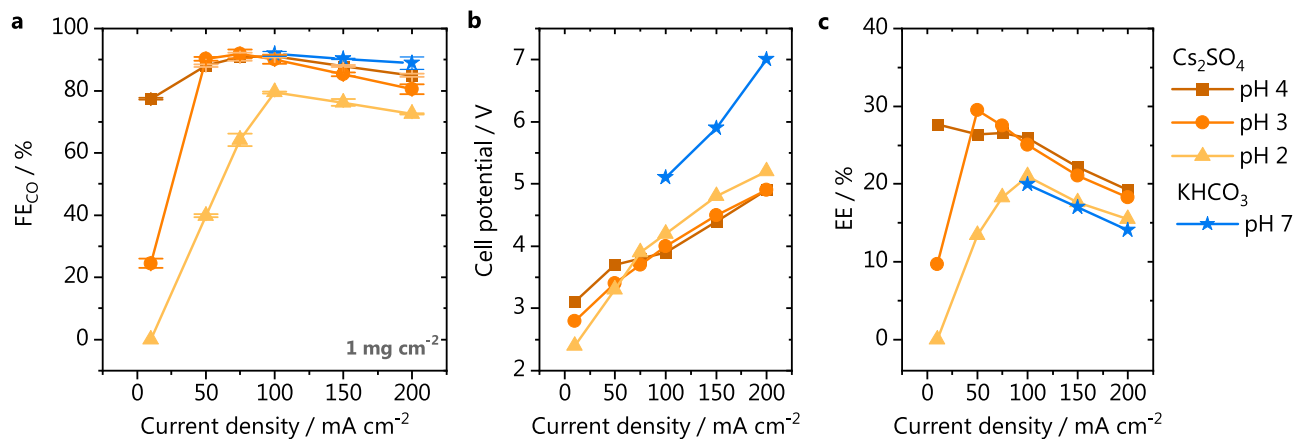 a
100
80
60
40
20
0
FE_CO / %
1 mg cm⁻²
0 50 100 150 200
Current density / mA cm⁻²
b
7
6
5
4
3
2
Cell potential / V
0 50 100 150 200
Current density / mA cm⁻²
c
40
30
20
10
0
EE / %
0 50 100 150 200
Current density / mA cm⁻²
Cs₂SO₄
pH 4
pH 3
pH 2
KHCO₃
pH 7